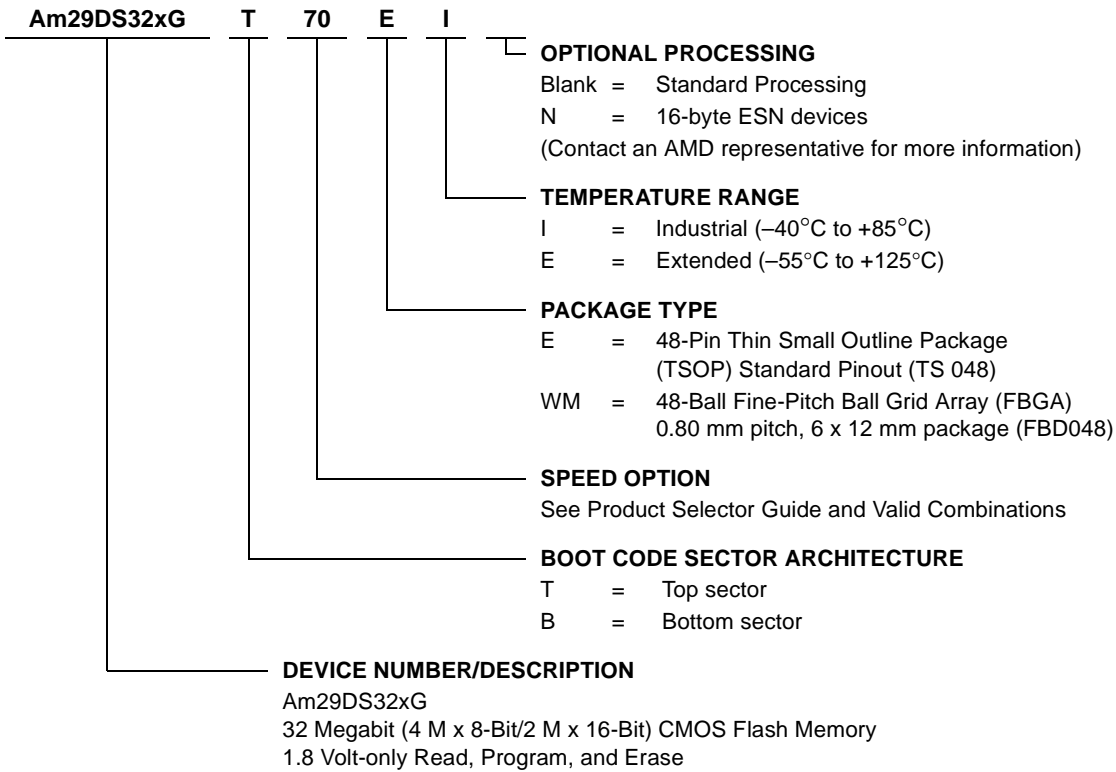 Am29DS32xG T 70 E I
OPTIONAL PROCESSING
Blank = Standard Processing
N = 16-byte ESN devices
(Contact an AMD representative for more information)
TEMPERATURE RANGE
I = Industrial (–40°C to +85°C)
E = Extended (–55°C to +125°C)
PACKAGE TYPE
E = 48-Pin Thin Small Outline Package
(TSOP) Standard Pinout (TS 048)
WM = 48-Ball Fine-Pitch Ball Grid Array (FBGA)
0.80 mm pitch, 6 x 12 mm package (FBD048)
SPEED OPTION
See Product Selector Guide and Valid Combinations
BOOT CODE SECTOR ARCHITECTURE
T = Top sector
B = Bottom sector
DEVICE NUMBER/DESCRIPTION
Am29DS32xG
32 Megabit (4 M x 8-Bit/2 M x 16-Bit) CMOS Flash Memory
1.8 Volt-only Read, Program, and Erase